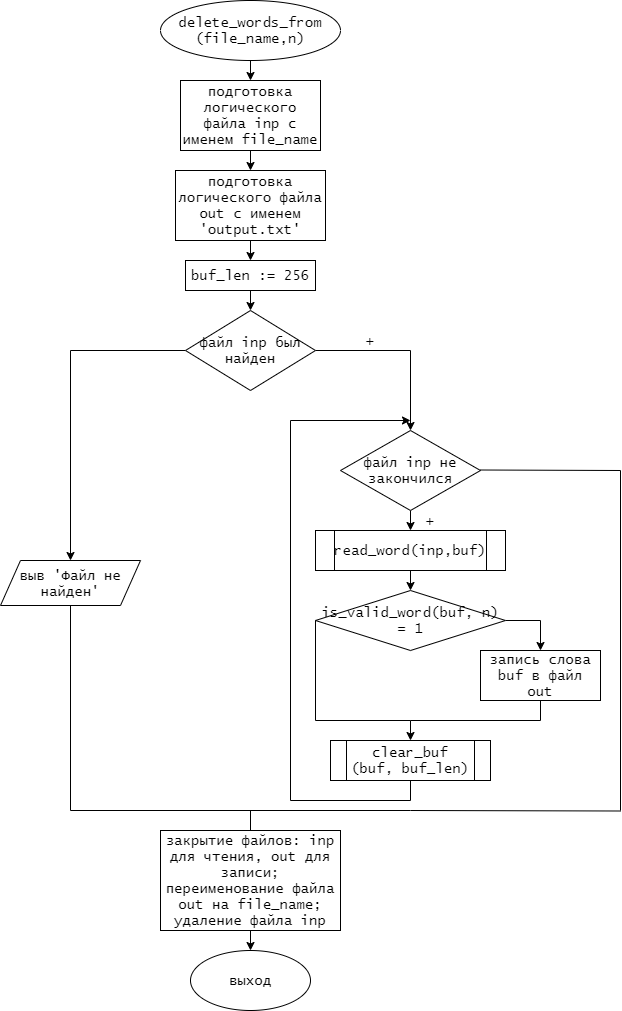 delete_words_from
(file_name,n)
подготовка
логического
файла inp с
именем file_name
подготовка
логического файла
out с именем
'output.txt'
buf_len := 256
файл inp был
найден
+
файл inp не
закончился
+
read_word(inp,buf)
выв 'Файл не
найден'
is_valid_word(buf, n)
= 1
запись слова
buf в файл
out
clear_buf
(buf, buf_len)
закрытие файлов: inp
для чтения, out для
записи;
переименование файла
out на file_name;
удаление файла inp
выход